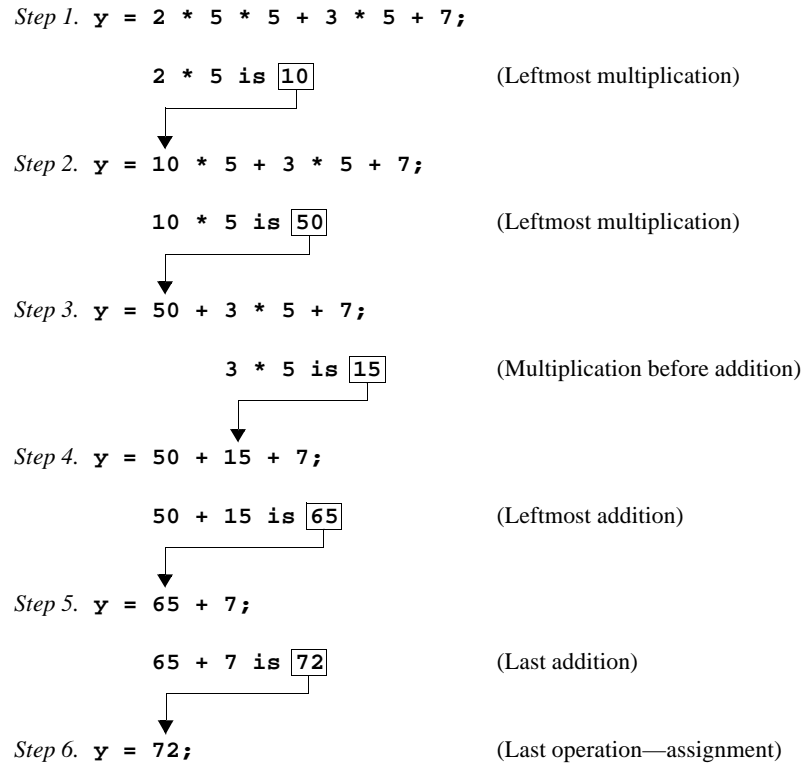 Step 1. y = 2 * 5 * 5 + 3 * 5 + 7;
2 * 5 is 10 (Leftmost multiplication)
Step 2. y = 10 * 5 + 3 * 5 + 7;
10 * 5 is 50 (Leftmost multiplication)
Step 3. y = 50 + 3 * 5 + 7;
3 * 5 is 15 (Multiplication before addition)
Step 4. y = 50 + 15 + 7;
50 + 15 is 65 (Leftmost addition)
Step 5. y = 65 + 7;
65 + 7 is 72 (Last addition)
Step 6. y = 72; (Last operation—assignment)